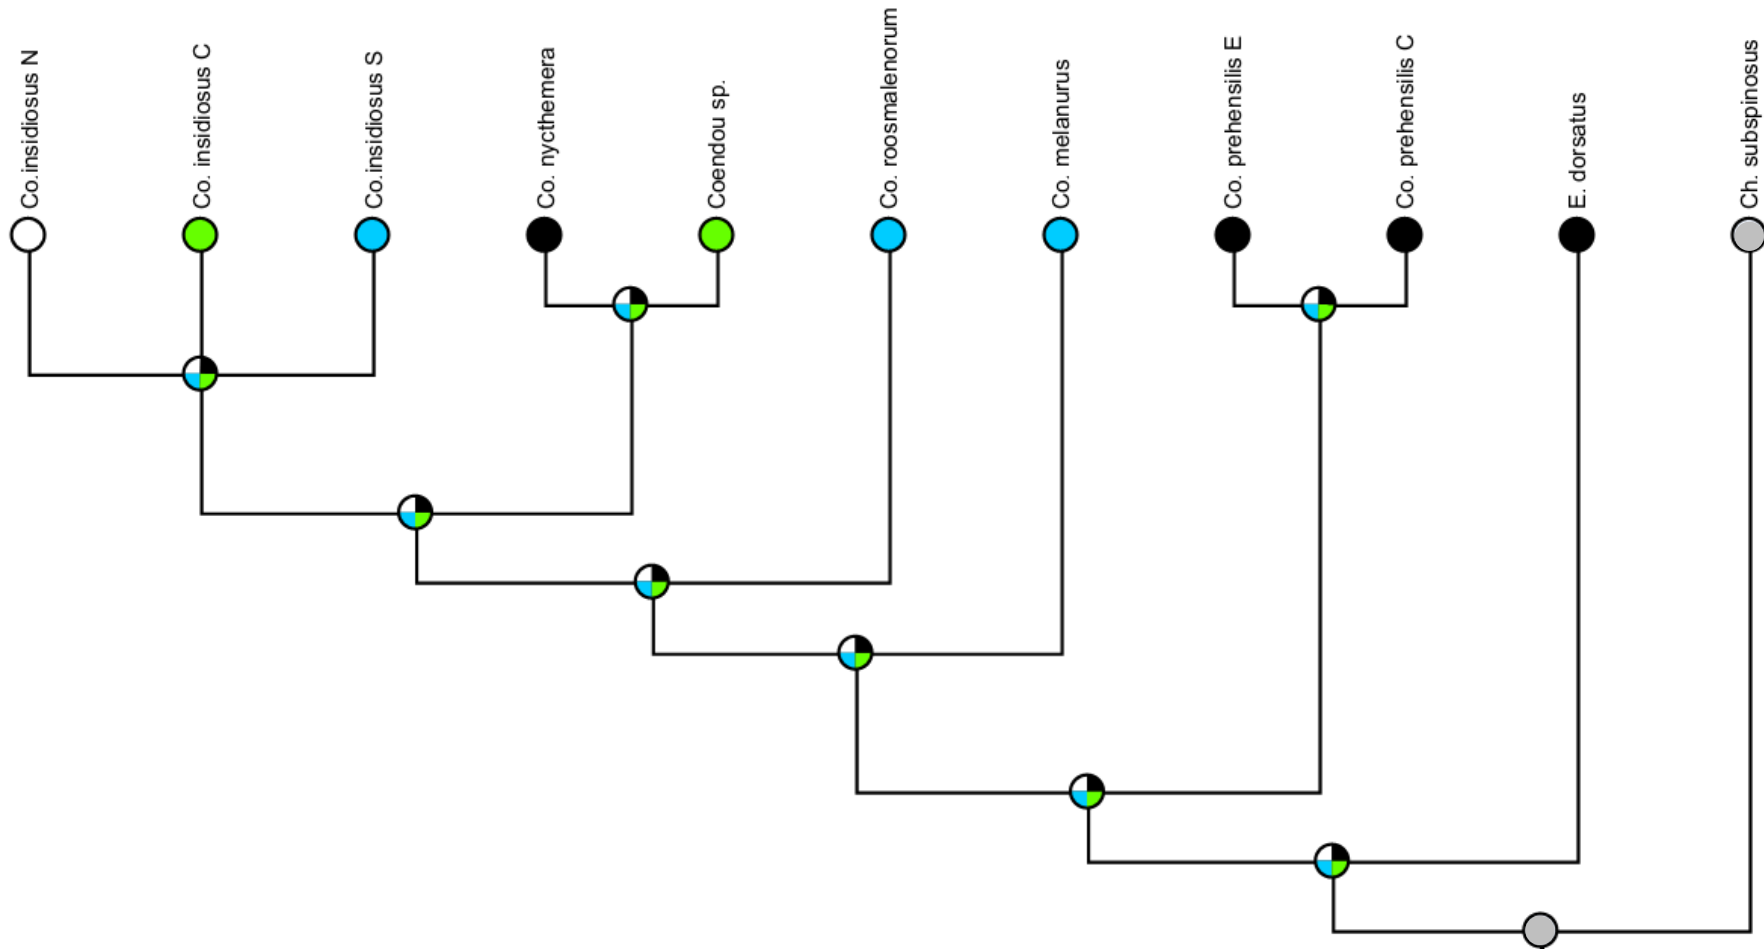 Co.insidiosus N
Co. insidiosus C
Co.insidiosus S
Co. nycthemera
Coendou sp.
Co. roosmalenorum
Co. melanurus
Co. prehensilis E
Co. prehensilis C
E. dorsatus
Ch. subspinosus